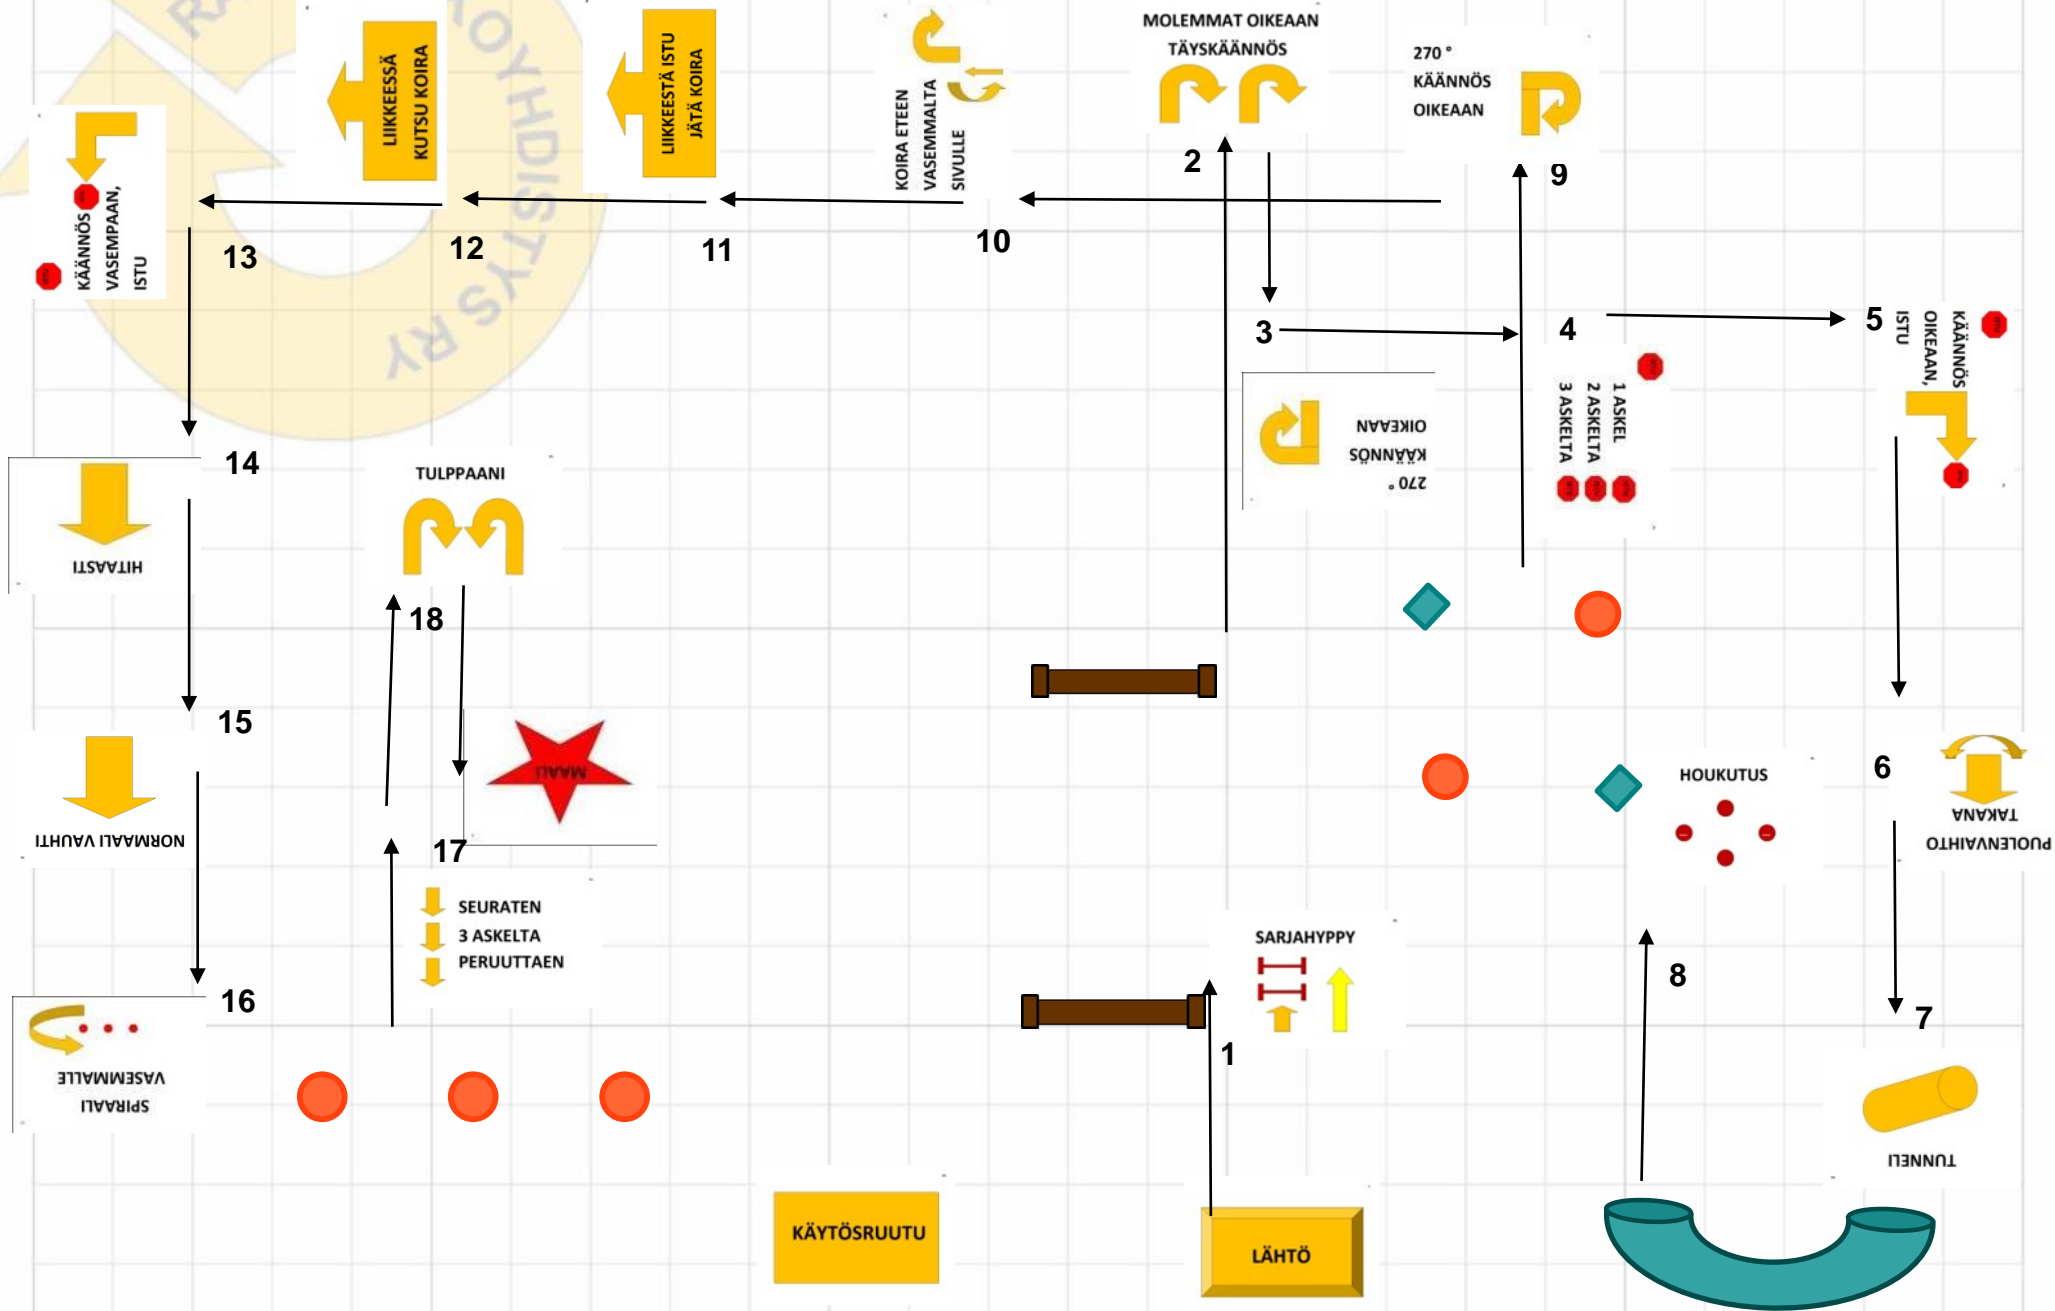 RA
KOYHDISTYS RY
LIIKKEESSÄ
KUTSU KOIRA
LIIKKEESTÄ ISTU
JÄTÄ KOIRA
KOIRA ETEEN
VASEMMALTA
SIVULLE
MOLEMMAT OIKEAAN
TÄYSKÄÄNNÖS
270 °
KÄÄNNÖS
OIKEAAN
2
9
KÄÄNNÖS
VASEMPAAN,
ISTU
13
12
11
10
3
4
5
KÄÄNNÖS
OIKEAAN,
ISTU
270 °
KÄÄNNÖS
OIKEAAN
1 ASKEL
2 ASKELTA
3 ASKELTA
14
HITAASTI
TULPPAANI
18
15
NORMAALI VAUHTI
MAALI
17
SEURATEN
3 ASKELTA
PERUUTTAEN
HOUKUTUS
6
PUOLENVAIHTO
TAKANA
16
SPIRAALI
VASEMMALLE
SARJAHYPPY
1
8
7
TUNNELI
KÄYTÖSRUUTU
LÄHTÖ